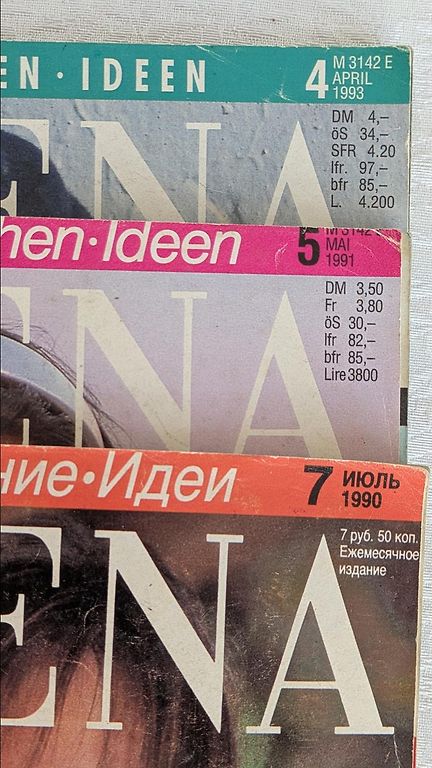 EN · IDEEN
4
M 3142 E
APRIL
1993
DM 4,–
öS 34,–
SFR 4.20
lfr. 97,–
bfr 85,–
L. 4.200
ENA
hen·Ideen
5
M 3142
MAI
1991
DM 3,50
Fr 3,80
öS 30,–
lfr 82,–
bfr 85,–
Lire 3800
ENA
ние·Идеи
7
ИЮЛЬ
1990
7 руб. 50 коп.
Ежемесячное
издание
ENA